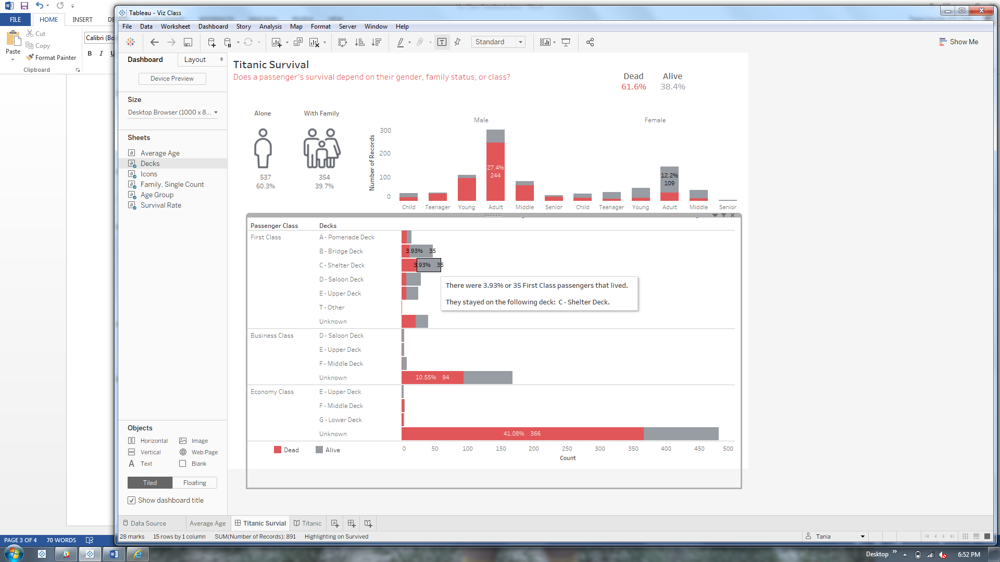 Tableau - Viz Class
FILE HOME INSERT DE
Cut
Copy
Paste
Format Painter
Clipboard
Calibri (Bo
B I U
File Data Worksheet Dashboard Story Analysis Map Format Server Window Help
Standard
Show Me
Dashboard Layout
Device Preview
Size
Desktop Browser (1000 x 8...
Sheets
Average Age
Decks
Icons
Family, Single Count
Age Group
Survival Rate
Objects
Horizontal Image
Vertical Web Page
A Text Blank
Tiled Floating
Show dashboard title
Titanic Survival
Does a passenger's survival depend on their gender, family status, or class?
Dead Alive
61.6% 38.4%
Alone With Family
537 354
60.3% 39.7%
Male Female
Number of Records
300
200
100
0
27.4%
244
12.2%
109
Child Teenager Young Adult Middle Senior Child Teenager Young Adult Middle Senior
Passenger Class Decks
First Class A - Pomenade Deck
B - Bridge Deck 3.93% 35
C - Shelter Deck 3.93% 35
D - Saloon Deck
E - Upper Deck
T - Other
Unknown
There were 3.93% or 35 First Class passengers that lived.
They stayed on the following deck: C - Shelter Deck.
Business Class D - Saloon Deck
E - Upper Deck
F - Middle Deck
Unknown 10.55% 94
Economy Class E - Upper Deck
F - Middle Deck
G - Lower Deck
Unknown 41.08% 366
Dead Alive
0 50 100 150 200 250 300 350 400 450 500
Count
Data Source Average Age Titanic Survial Titanic
28 marks 15 rows by 1 column SUM(Number of Records): 891 Highlighting on Survived
Tania
PAGE 3 OF 4 70 WORDS
Desktop
6:52 PM